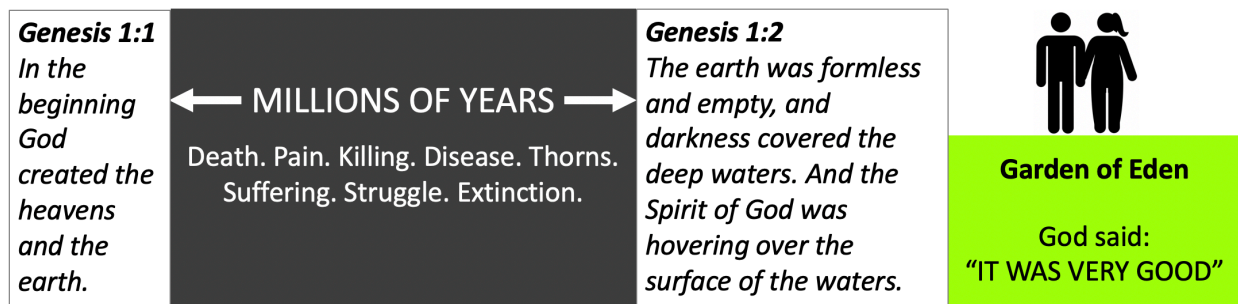 Genesis 1:1
In the
beginning
God
created the
heavens
and the
earth.
MILLIONS OF YEARS
Death. Pain. Killing. Disease. Thorns.
Suffering. Struggle. Extinction.
Genesis 1:2
The earth was formless
and empty, and
darkness covered the
deep waters. And the
Spirit of God was
hovering over the
surface of the waters.
Garden of Eden
God said:
“IT WAS VERY GOOD”